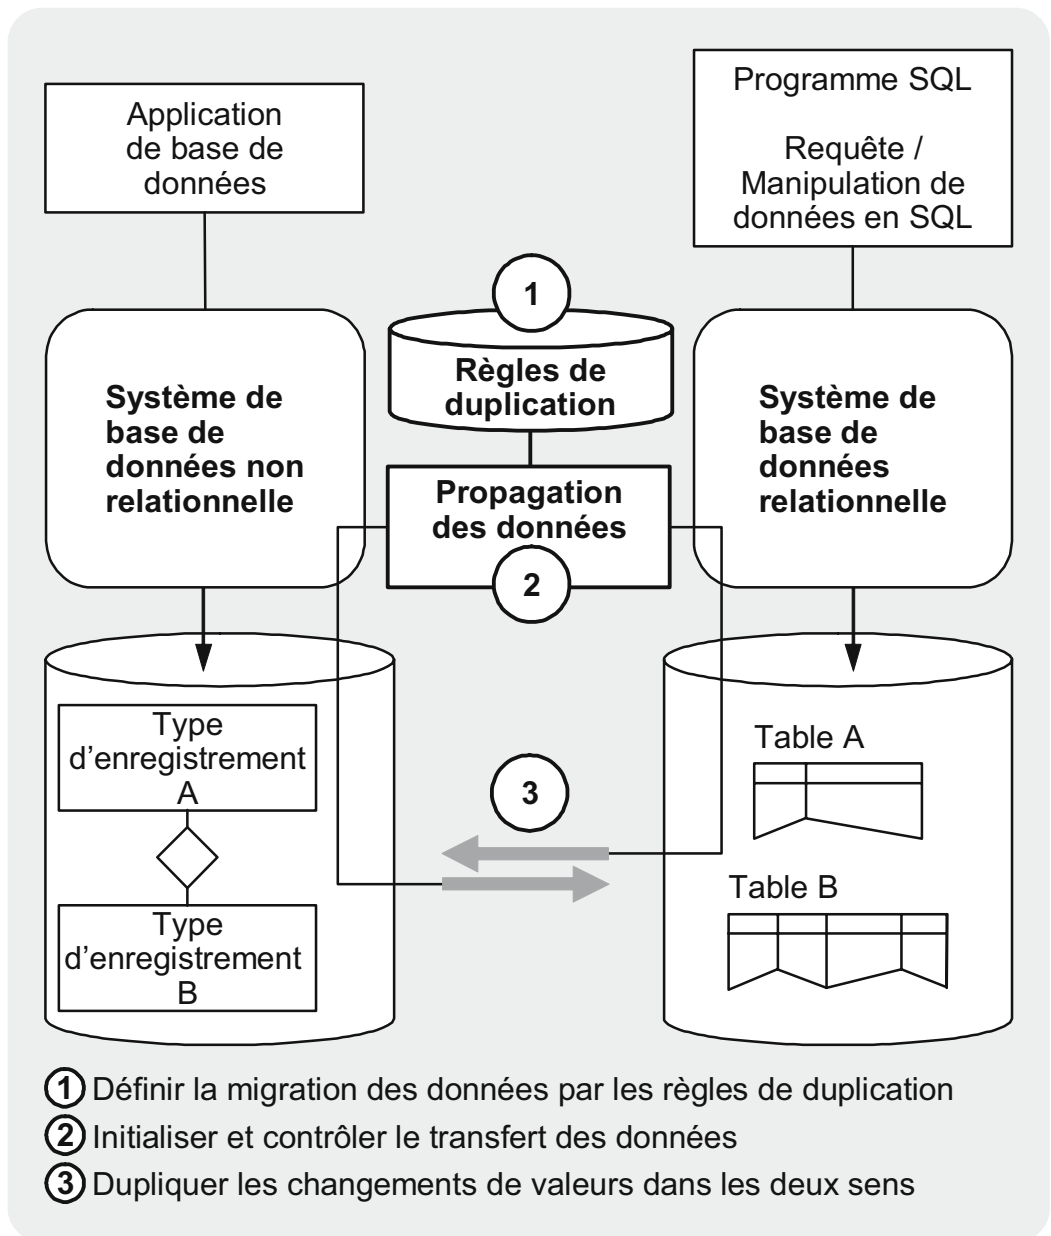 Application
de base de
données
Programme SQL
Requête /
Manipulation de
données en SQL
1
Règles de
duplication
Système de
base de
données non
relationnelle
Propagation
des données
2
Système de
base de
données
relationnelle
Type
d'enregistrement
A
Type
d'enregistrement
B
3
Table A
Table B
1 Définir la migration des données par les règles de duplication
2 Initialiser et contrôler le transfert des données
3 Dupliquer les changements de valeurs dans les deux sens